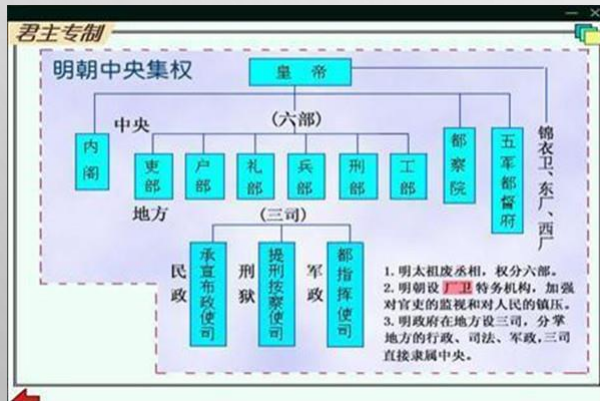 君主专制
明朝中央集权
皇帝
中央
(六部)
内阁
吏部
户部
礼部
兵部
刑部
工部
都察院
五军都督府
锦衣卫、东厂、西厂
地方
(三司)
民政
承宣布政使司
刑狱
提刑按察使司
军政
都指挥使司
1. 明太祖废丞相，权分六部。
2. 明朝设厂卫特务机构，加强
对官吏的监视和对人民的镇压。
3. 明政府在地方设三司，分掌
地方的行政、司法、军政，三司
直接隶属中央。